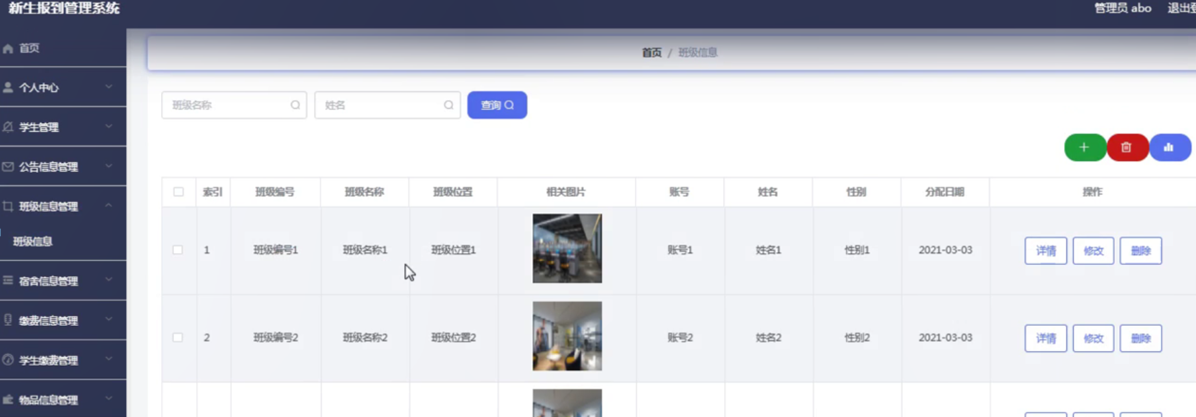 新生报到管理系统
管理员 abo 退出登
首页
首页 / 班级信息
个人中心
班级名称 姓名 查询
学生管理
公告信息管理
索引 班级编号 班级名称 班级位置 相关图片 账号 姓名 性别 分配日期 操作
班级信息管理
班级信息
1 班级编号1 班级名称1 班级位置1 账号1 姓名1 性别1 2021-03-03 详情 修改 删除
宿舍信息管理
缴费信息管理
2 班级编号2 班级名称2 班级位置2 账号2 姓名2 性别2 2021-03-03 详情 修改 删除
学生缴费管理
物品信息管理